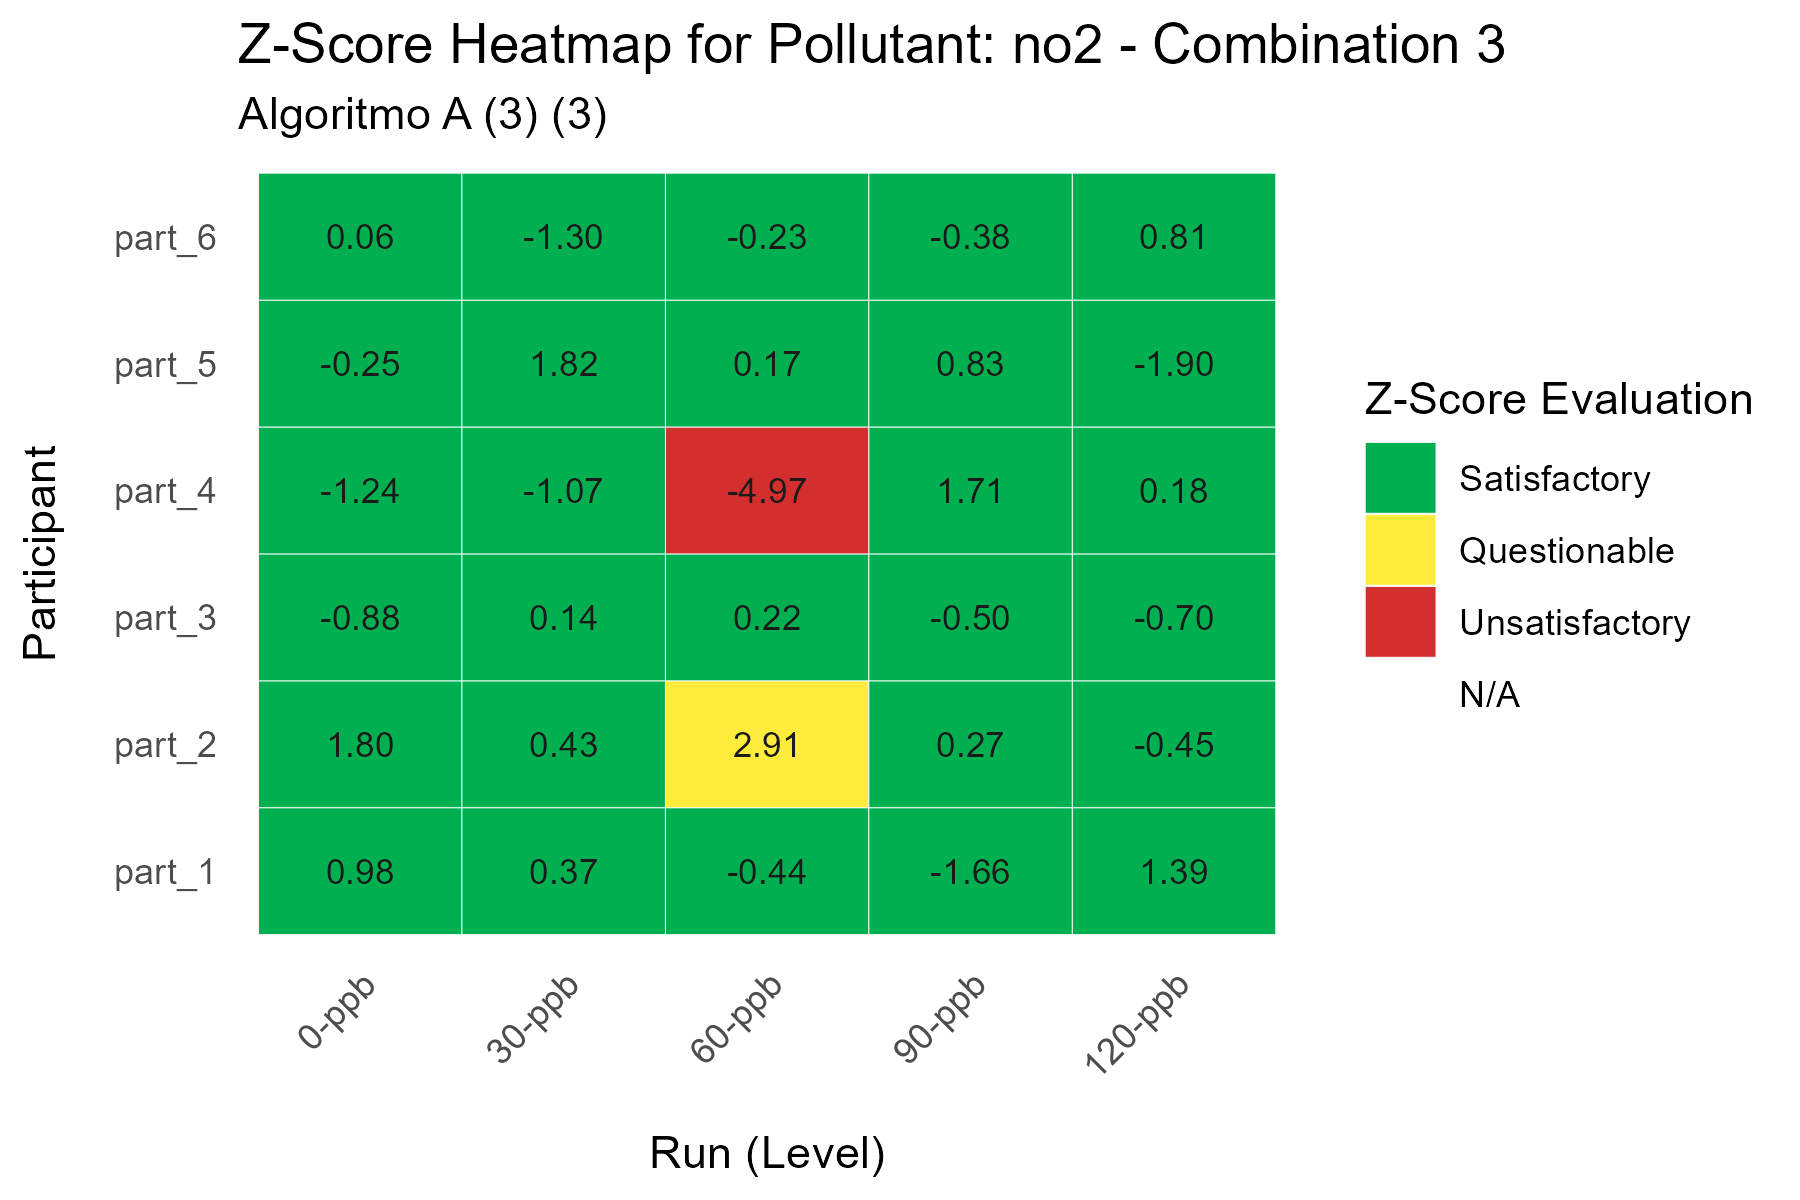 Z-Score Heatmap for Pollutant: no2 - Combination 3
Algoritmo A (3) (3)
Participant
part_6 0.06 -1.30 -0.23 -0.38 0.81
part_5 -0.25 1.82 0.17 0.83 -1.90
part_4 -1.24 -1.07 -4.97 1.71 0.18
part_3 -0.88 0.14 0.22 -0.50 -0.70
part_2 1.80 0.43 2.91 0.27 -0.45
part_1 0.98 0.37 -0.44 -1.66 1.39
0-ppb 30-ppb 60-ppb 90-ppb 120-ppb
Run (Level)
Z-Score Evaluation
Satisfactory
Questionable
Unsatisfactory
N/A